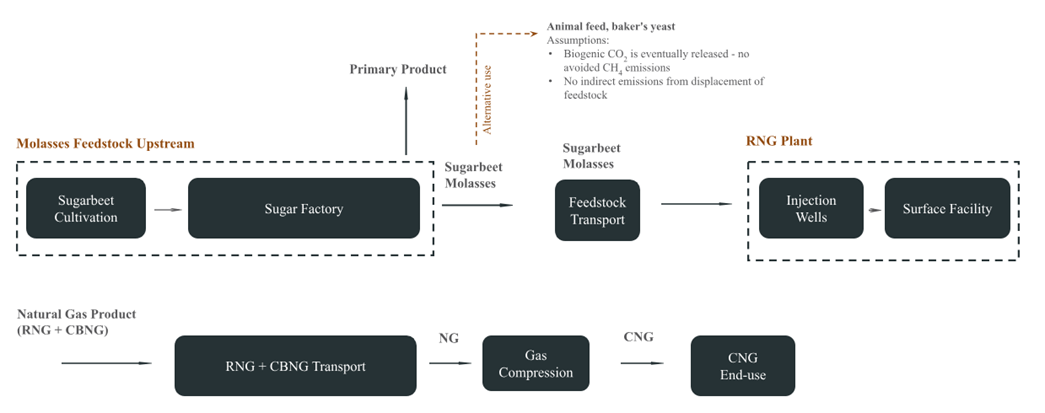 Animal feed, baker's yeast
Assumptions:
• Biogenic CO2 is eventually released - no
avoided CH4 emissions
• No indirect emissions from displacement of
feedstock
Primary Product
Alternative use
Molasses Feedstock Upstream
Sugarbeet
Cultivation
Sugar Factory
Sugarbeet
Molasses
Sugarbeet
Molasses
Feedstock
Transport
RNG Plant
Injection
Wells
Surface Facility
Natural Gas Product
(RNG + CBNG)
RNG + CBNG Transport
NG
Gas
Compression
CNG
CNG
End-use